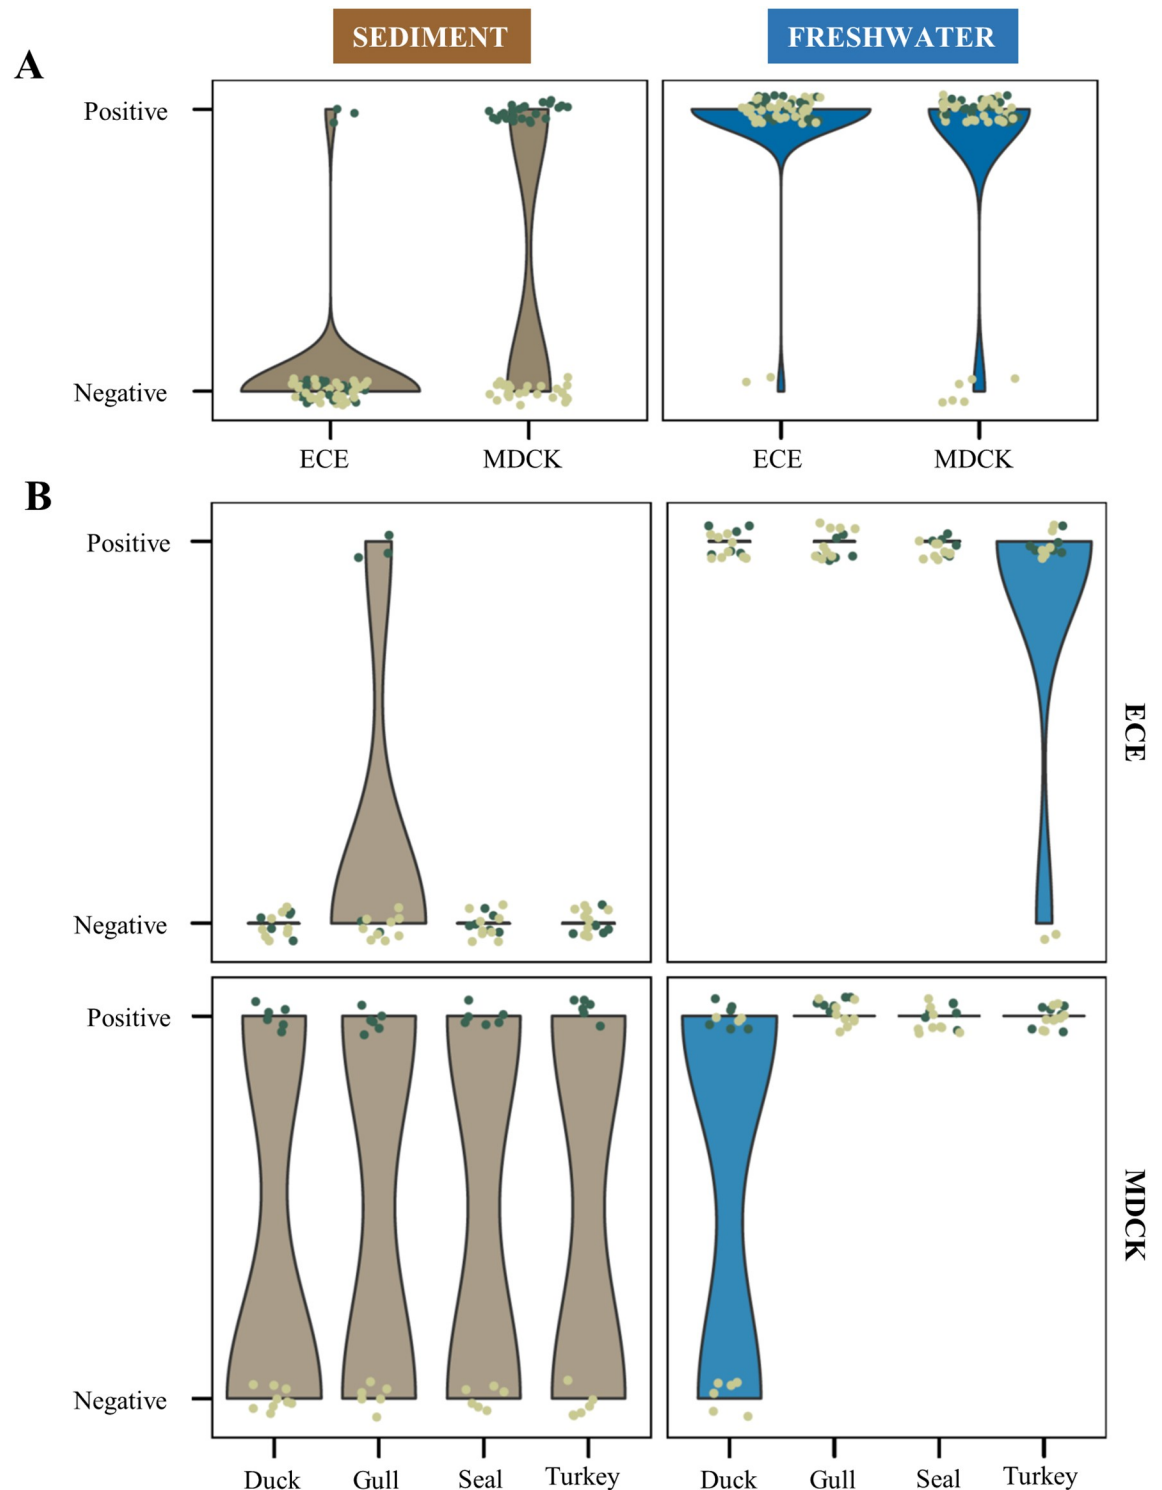 SEDIMENT FRESHWATER
A
Positive
Negative
ECE MDCK ECE MDCK
B
Positive
ECE
Negative
Positive
MDCK
Negative
Duck Gull Seal Turkey Duck Gull Seal Turkey